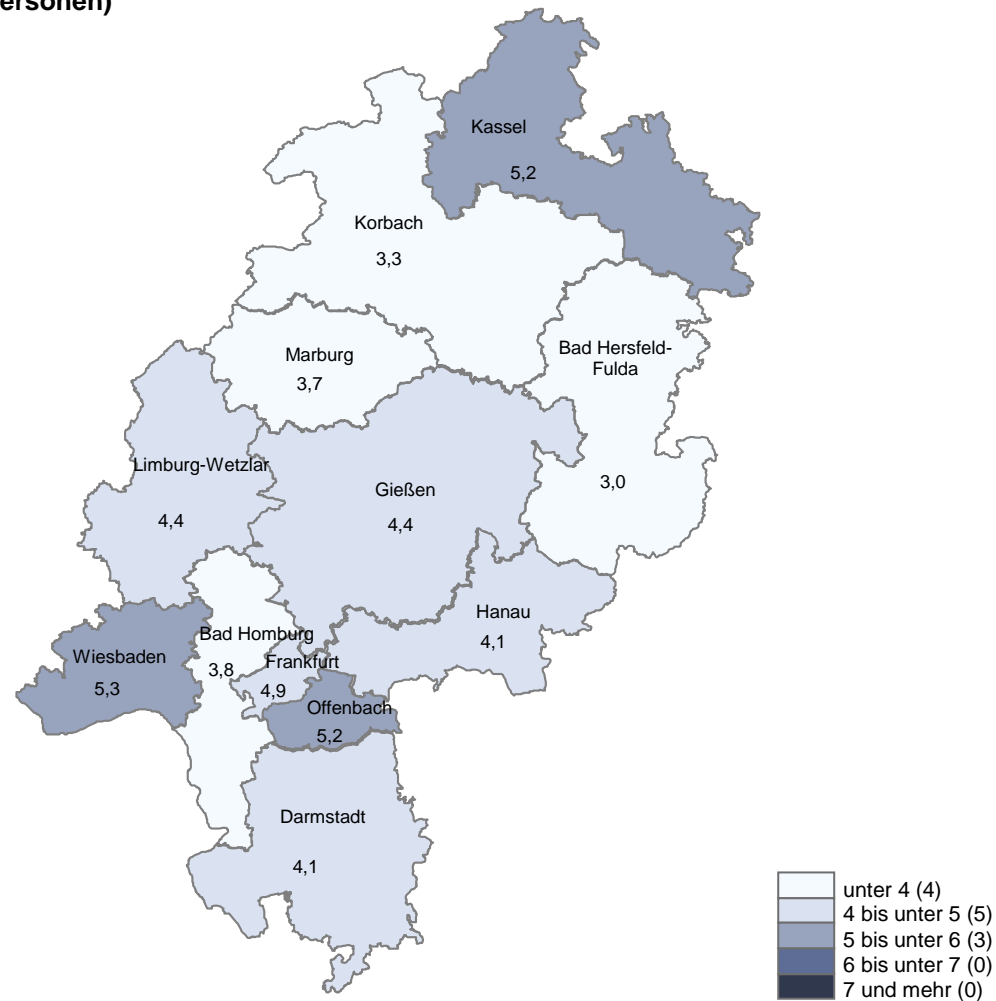 ersonen)
Kassel
5,2
Korbach
3,3
Bad Hersfeld-
Fulda
3,0
Marburg
3,7
Limburg-Wetzlar
4,4
Gießen
4,4
Hanau
4,1
Bad Homburg
3,8
Wiesbaden
5,3
Frankfurt
4,9
Offenbach
5,2
Darmstadt
4,1
unter 4 (4)
4 bis unter 5 (5)
5 bis unter 6 (3)
6 bis unter 7 (0)
7 und mehr (0)